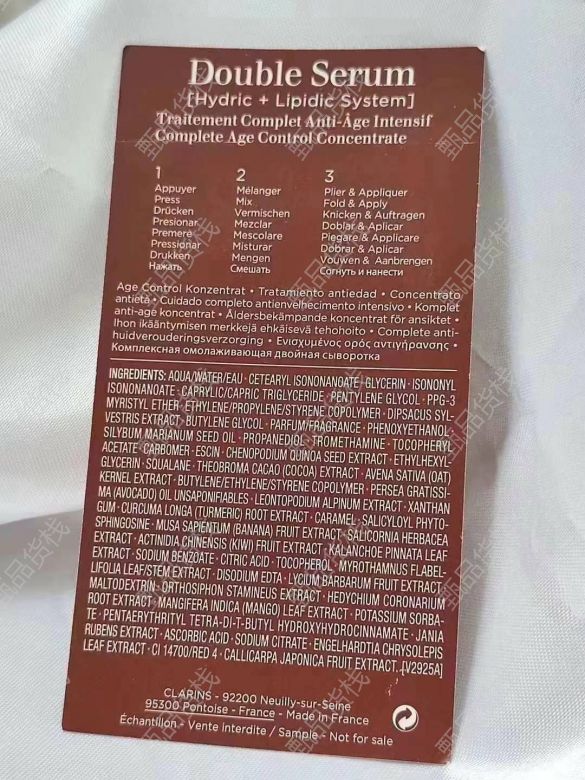 Double Serum
[Hydric + Lipidic System]
Traitement Complet Anti-Âge Intensif
Complete Age Control Concentrate
1 2 3
Appuyer Mélanger Plier & Appliquer
Press Mix Fold & Apply
Drücken Vermischen Knicken & Auftragen
Presionar Mezclar Doblar & Aplicar
Premere Mescolare Piegare & Applicare
Pressionar Misturar Dobrar & Aplicar
Drukken Mengen Vouwen & Aanbrengen
Нажать Смешать Согнуть и нанести
Age Control Konzentrat • Tratamiento antiedad • Concentrato
antietà • Cuidado completo antienvelhecimento intensivo • Komplet
anti-age koncentrat • Åldersbekämpande koncentrat för ansiktet •
Ihon ikääntymisen merkkejä ehkäisevä tehohoito • Complete anti-
huidverouderingsverzorging • Ενισχυμένος ορός αντιγήρανσης •
Комплексная омолаживающая двойная сыворотка
INGREDIENTS: AQUA/WATER/EAU · CETEARYL ISONONANOATE · GLYCERIN · ISONONYL
ISONONANOATE · CAPRYLIC/CAPRIC TRIGLYCERIDE · PENTYLENE GLYCOL · PPG-3
MYRISTYL ETHER · ETHYLENE/PROPYLENE/STYRENE COPOLYMER · DIPSACUS SYL-
VESTRIS EXTRACT · BUTYLENE GLYCOL · PARFUM/FRAGRANCE · PHENOXYETHANOL ·
SILYBUM MARIANUM SEED OIL · PROPANEDIOL · TROMETHAMINE · TOCOPHERYL
ACETATE · CARBOMER · ESCIN · CHENOPODIUM QUINOA SEED EXTRACT · ETHYLHEXYL-
GLYCERIN · SQUALANE · THEOBROMA CACAO (COCOA) EXTRACT · AVENA SATIVA (OAT)
KERNEL EXTRACT · BUTYLENE/ETHYLENE/STYRENE COPOLYMER · PERSEA GRATISSI-
MA (AVOCADO) OIL UNSAPONIFIABLES · LEONTOPODIUM ALPINUM EXTRACT · XANTHAN
GUM · CURCUMA LONGA (TURMERIC) ROOT EXTRACT · CARAMEL · SALICYLOYL PHYTO-
SPHINGOSINE · MUSA SAPIENTUM (BANANA) FRUIT EXTRACT · SALICORNIA HERBACEA
EXTRACT · ACTINIDIA CHINENSIS (KIWI) FRUIT EXTRACT · KALANCHOE PINNATA LEAF
EXTRACT · SODIUM BENZOATE · CITRIC ACID · TOCOPHEROL · MYROTHAMNUS FLABEL-
LIFOLIA LEAF/STEM EXTRACT · DISODIUM EDTA · LYCIUM BARBARUM FRUIT EXTRACT ·
MALTODEXTRIN · ORTHOSIPHON STAMINEUS EXTRACT · HEDYCHIUM CORONARIUM
ROOT EXTRACT · MANGIFERA INDICA (MANGO) LEAF EXTRACT · POTASSIUM SORBA-
TE · PENTAERYTHRITYL TETRA-DI-T-BUTYL HYDROXYHYDROCINNAMATE · JANIA
RUBENS EXTRACT · ASCORBIC ACID · SODIUM CITRATE · ENGELHARDTIA CHRYSOLEPIS
LEAF EXTRACT · CI 14700/RED 4 · CALLICARPA JAPONICA FRUIT EXTRACT. [V2925A]
CLARINS - 92200 Neuilly-sur-Seine
95300 Pontoise - France - Made in France
Échantillon - Vente interdite / Sample - Not for sale
甄品货栈